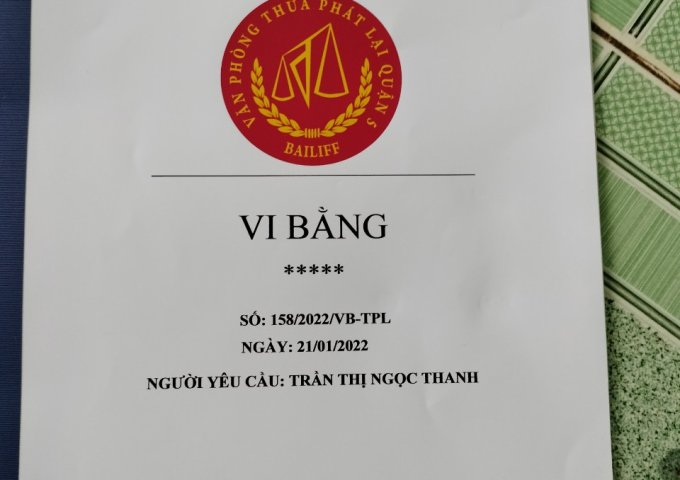 VĂN PHÒNG THỪA PHÁT LẠI QUẬN 5
BAILIFF
VI BẰNG
*****
SỐ: 158/2022/VB-TPL
NGÀY: 21/01/2022
NGƯỜI YÊU CẦU: TRẦN THỊ NGỌC THANH